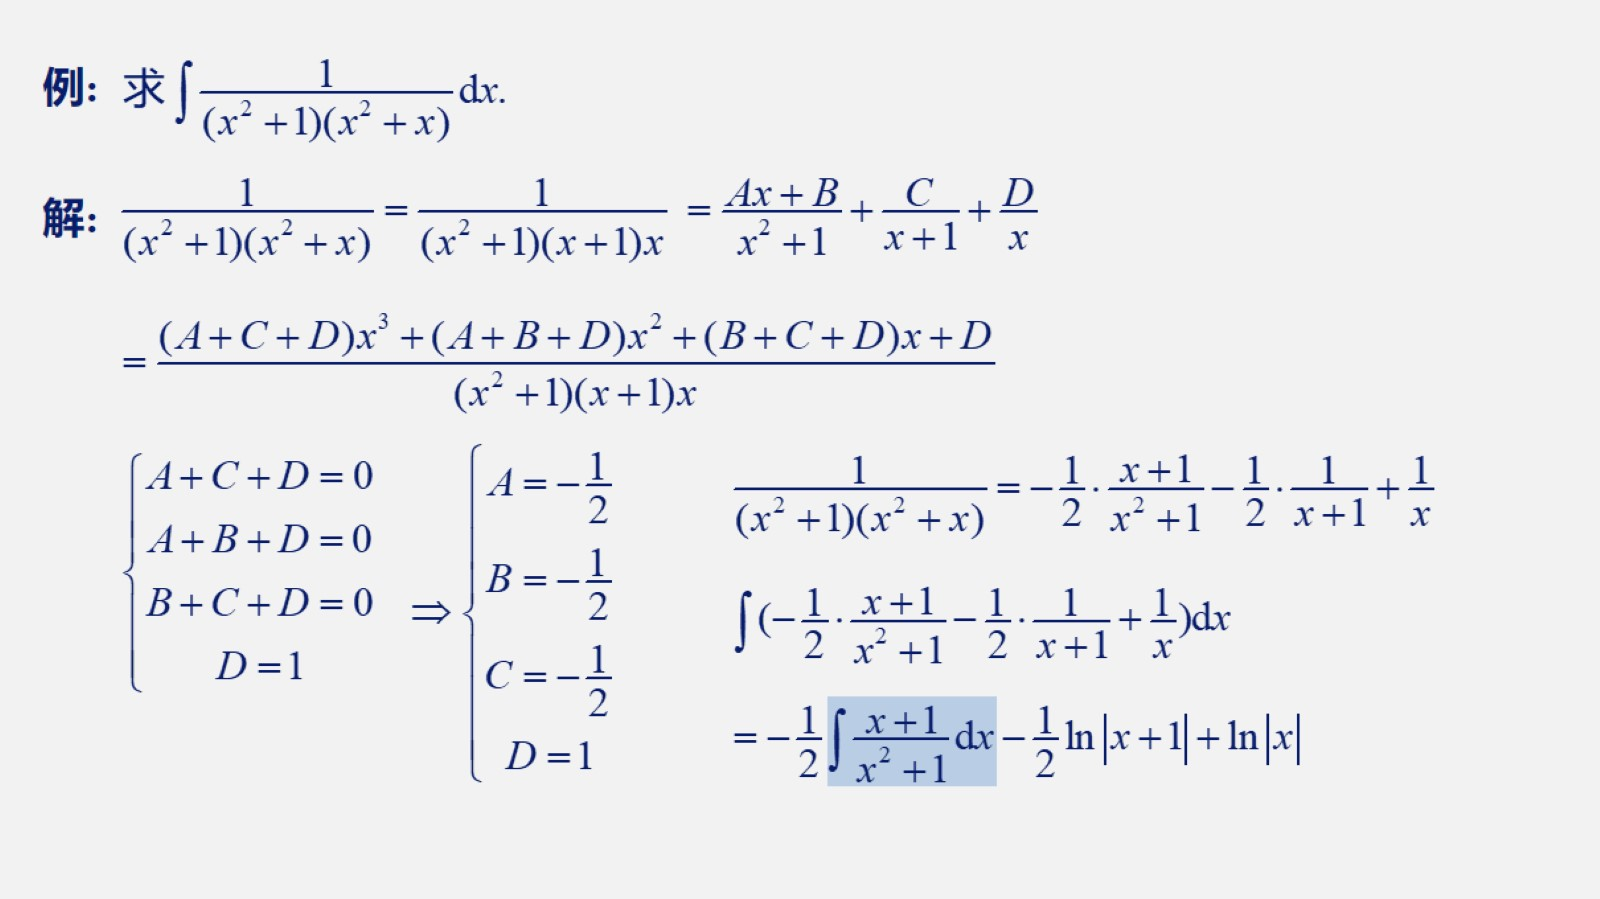 例: 求 ∫ 1/((x² + 1)(x² + x)) dx.
解: 1/((x² + 1)(x² + x)) = 1/((x² + 1)(x + 1)x) = (Ax + B)/(x² + 1) + C/(x + 1) + D/x
= ((A + C + D)x³ + (A + B + D)x² + (B + C + D)x + D)/((x² + 1)(x + 1)x)
{ A + C + D = 0
A + B + D = 0
B + C + D = 0
D = 1
⇒ { A = −1/2
B = −1/2
C = −1/2
D = 1
1/((x² + 1)(x² + x)) = −1/2 · (x + 1)/(x² + 1) − 1/2 · 1/(x + 1) + 1/x
∫ (−1/2 · (x + 1)/(x² + 1) − 1/2 · 1/(x + 1) + 1/x)dx
= −1/2 ∫ (x + 1)/(x² + 1) dx − 1/2 ln|x + 1| + ln|x|